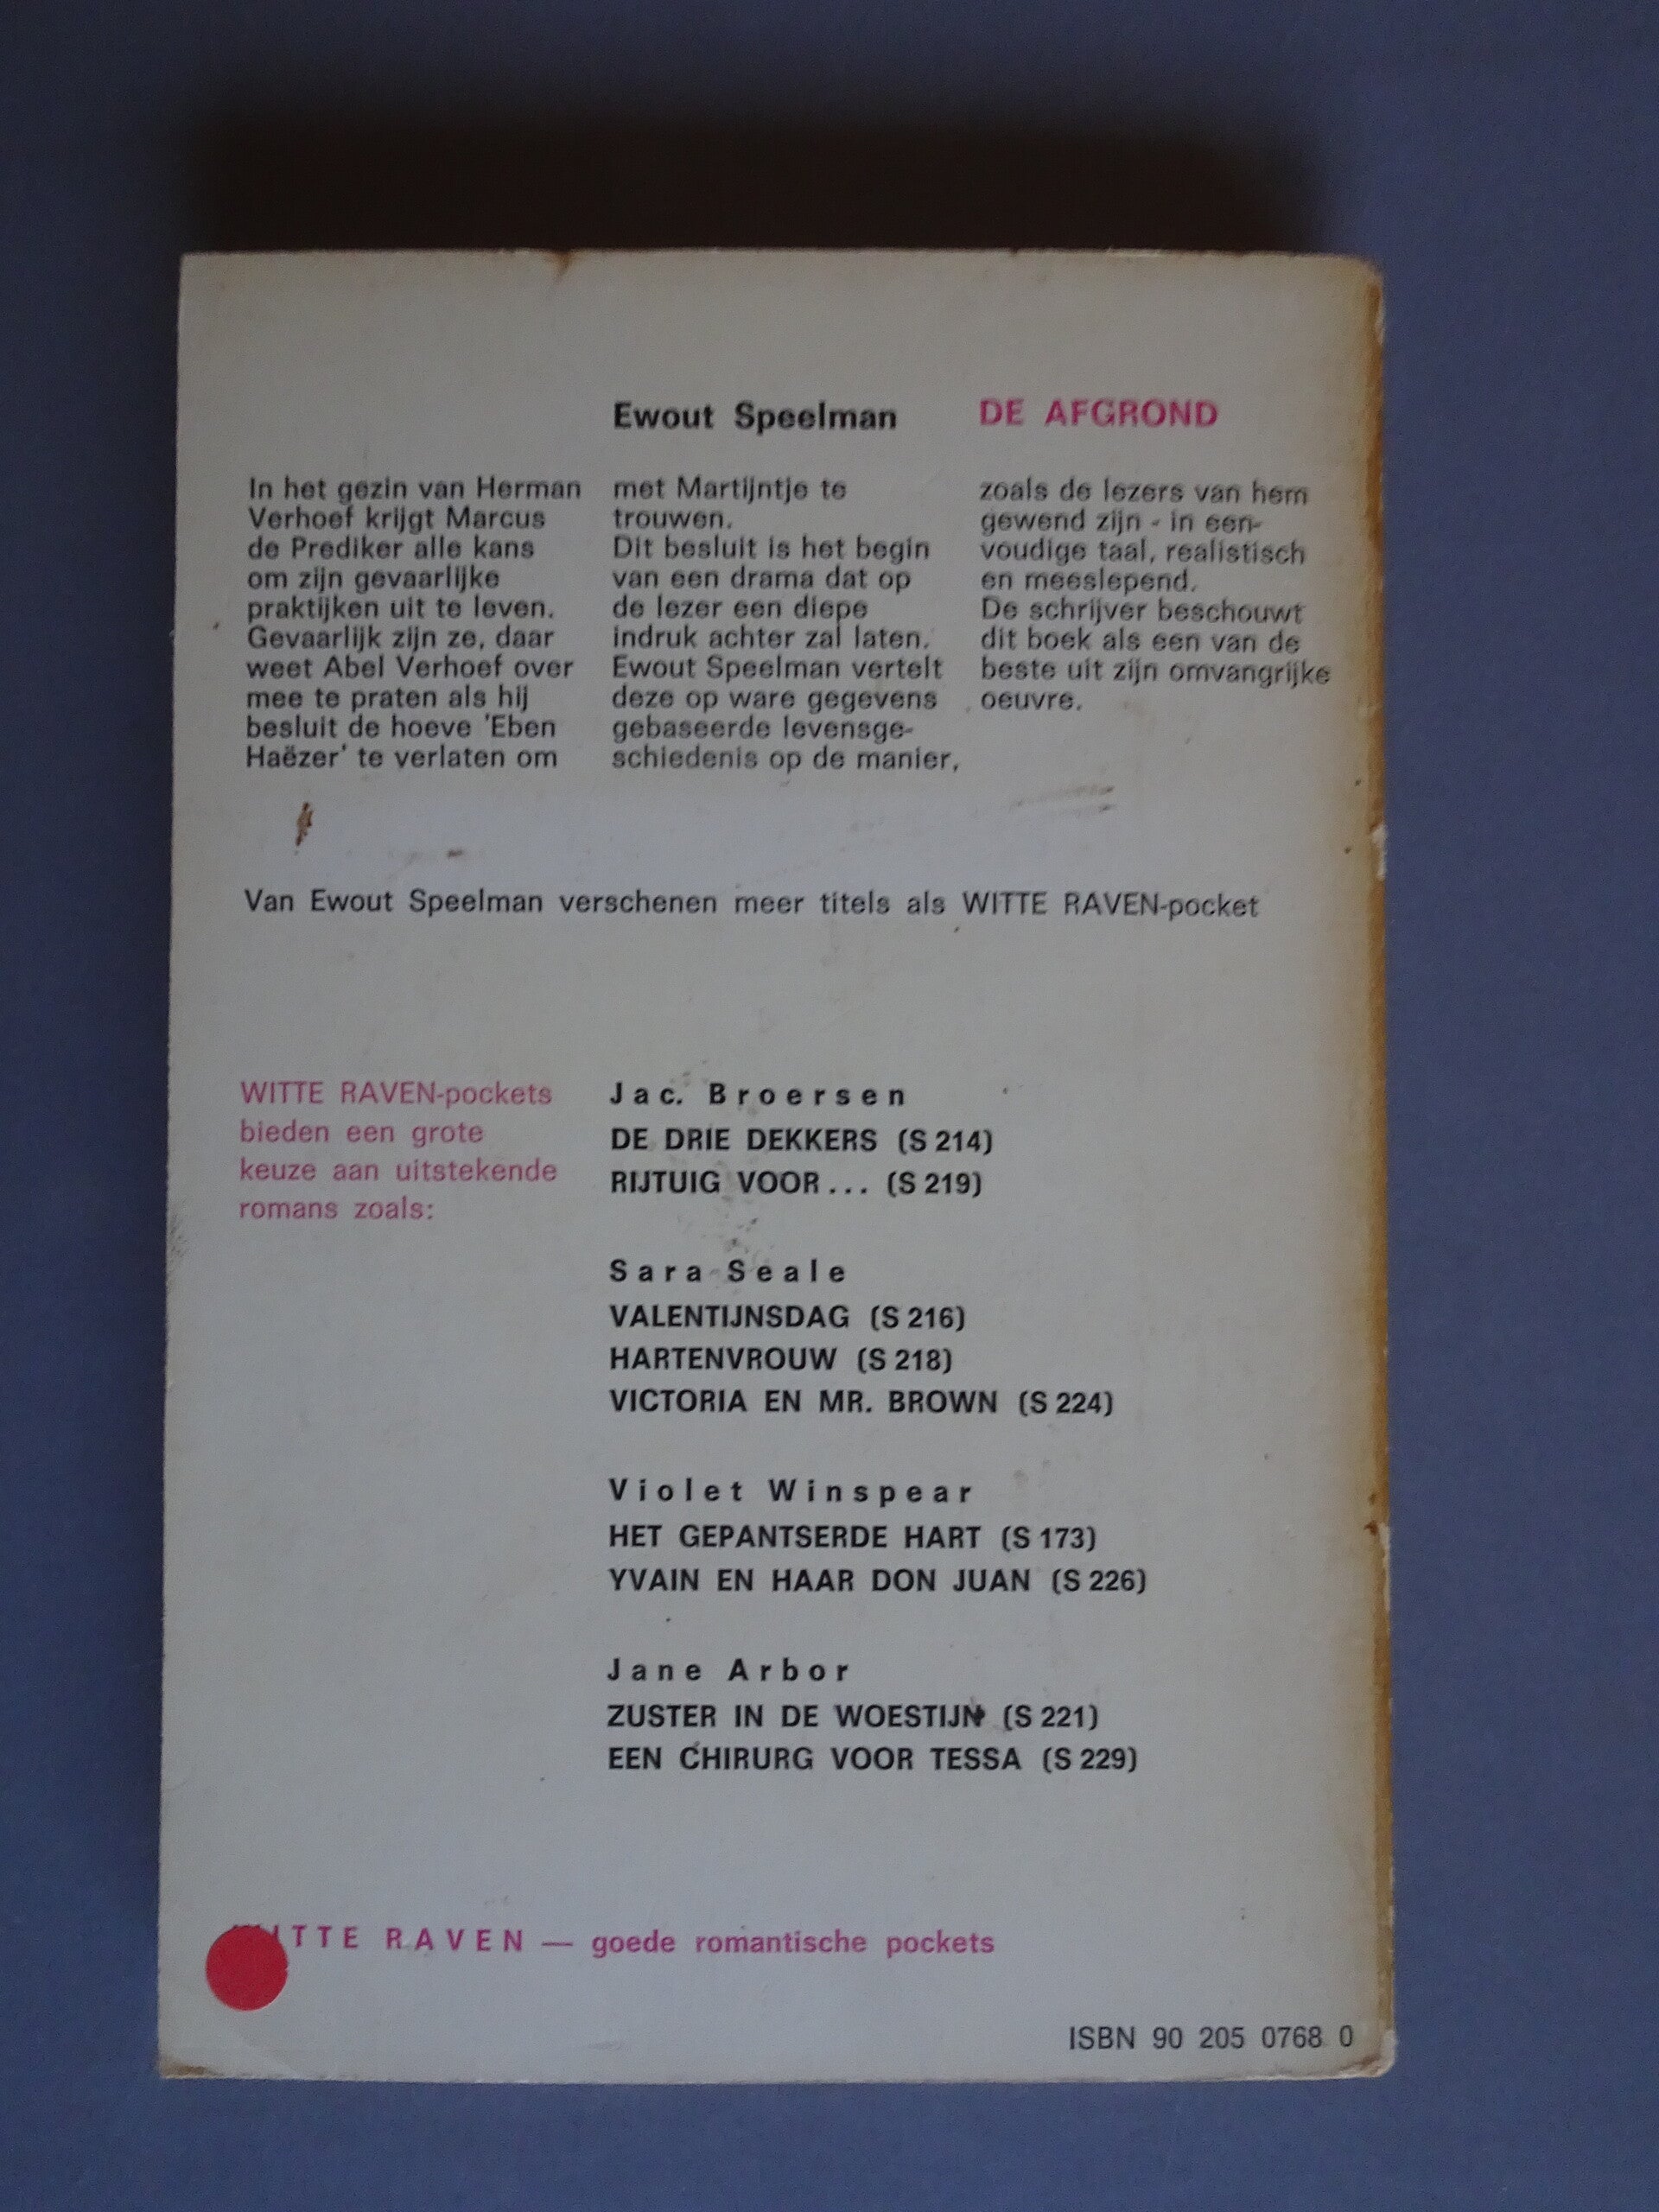 Ewout Speelman DE AFGROND
In het gezin van Herman
Verhoef krijgt Marcus
de Prediker alle kans
om zijn gevaarlijke
praktijken uit te leven.
Gevaarlijk zijn ze, daar
weet Abel Verhoef over
mee te praten als hij
besluit de hoeve 'Eben
Haëzer' te verlaten om
met Martijntje te
trouwen.
Dit besluit is het begin
van een drama dat op
de lezer een diepe
indruk achter zal laten.
Ewout Speelman vertelt
deze op ware gegevens
gebaseerde levensge-
schiedenis op de manier,
zoals de lezers van hem
gewend zijn - in een-
voudige taal, realistisch
en meeslepend.
De schrijver beschouwt
dit boek als een van de
beste uit zijn omvangrijke
oeuvre.
Van Ewout Speelman verschenen meer titels als WITTE RAVEN-pocket
WITTE RAVEN-pockets
bieden een grote
keuze aan uitstekende
romans zoals:
Jac. Broersen
DE DRIE DEKKERS (S 214)
RIJTUIG VOOR... (S 219)
Sara Seale
VALENTIJNSDAG (S 216)
HARTENVROUW (S 218)
VICTORIA EN MR. BROWN (S 224)
Violet Winspear
HET GEPANTSERDE HART (S 173)
YVAIN EN HAAR DON JUAN (S 226)
Jane Arbor
ZUSTER IN DE WOESTIJN (S 221)
EEN CHIRURG VOOR TESSA (S 229)
WITTE RAVEN — goede romantische pockets
ISBN 90 205 0768 0